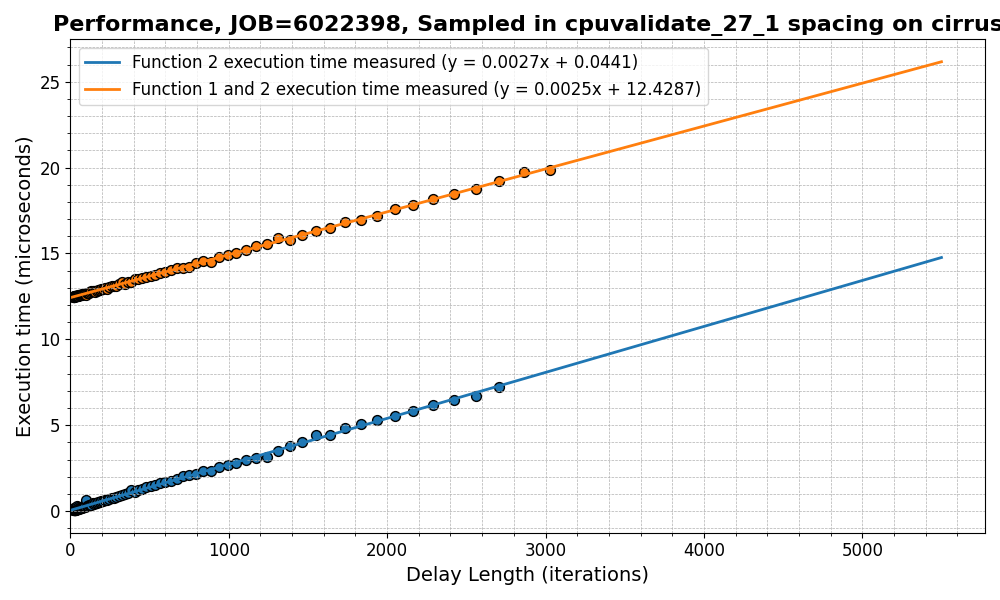 Performance, JOB=6022398, Sampled in cpuvalidate_27_1 spacing on cirrus
Function 2 execution time measured (y = 0.0027x + 0.0441)
Function 1 and 2 execution time measured (y = 0.0025x + 12.4287)
Execution time (microseconds)
25
20
15
10
5
0
0 1000 2000 3000 4000 5000
Delay Length (iterations)